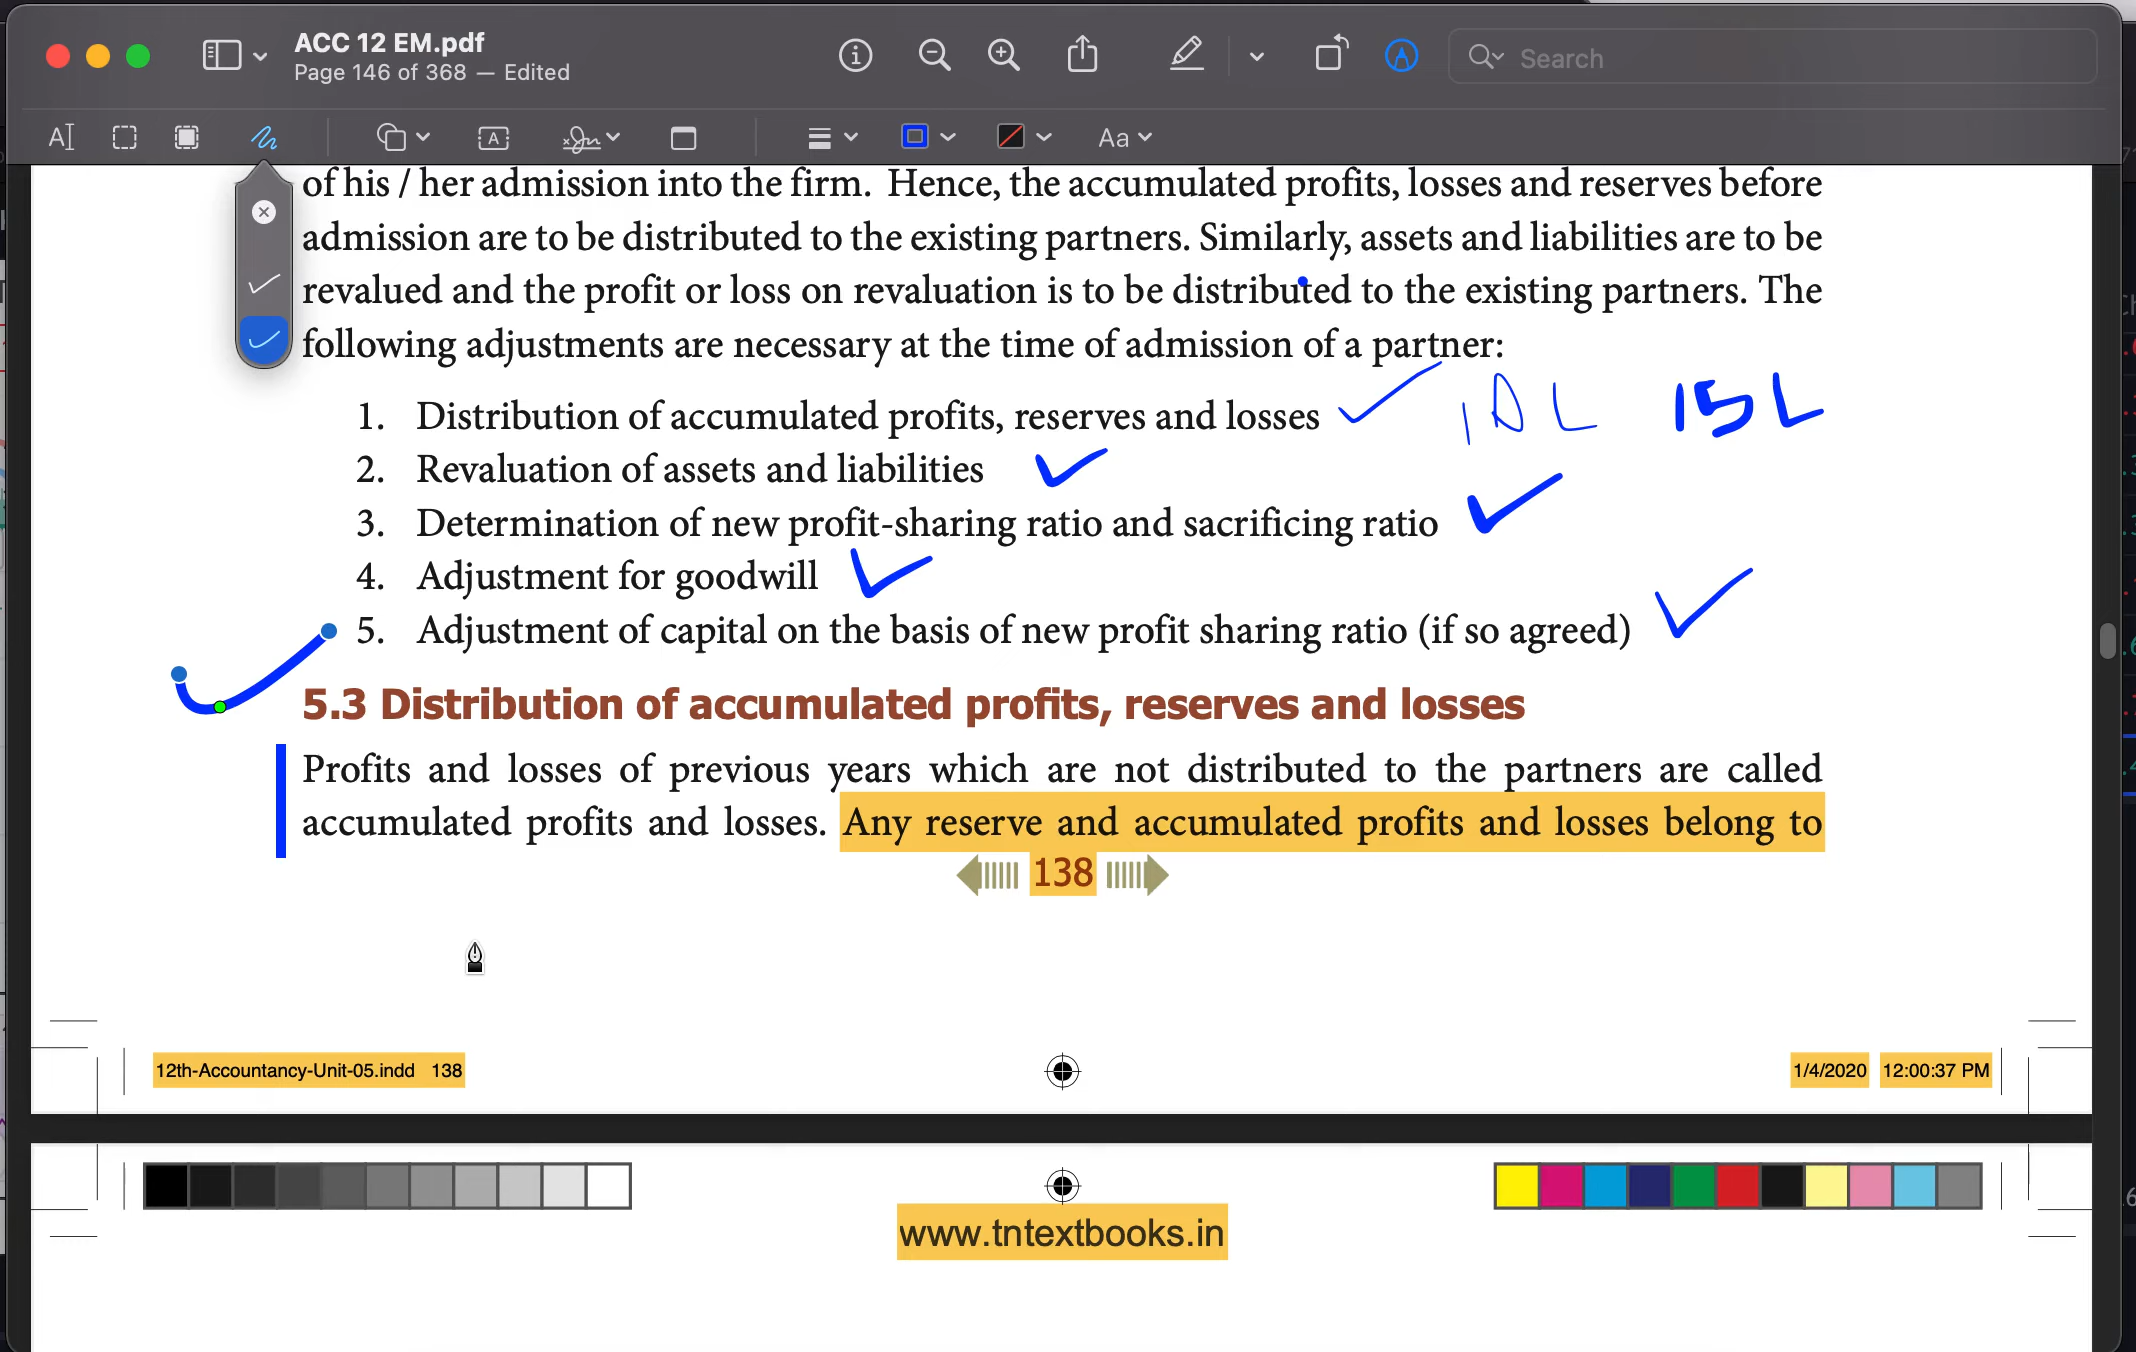 ACC 12 EM.pdf
Page 146 of 368 — Edited
Search
Aa
of his / her admission into the firm. Hence, the accumulated profits, losses and reserves before
admission are to be distributed to the existing partners. Similarly, assets and liabilities are to be
revalued and the profit or loss on revaluation is to be distributed to the existing partners. The
following adjustments are necessary at the time of admission of a partner:
1. Distribution of accumulated profits, reserves and losses 10 L 15 L
2. Revaluation of assets and liabilities
3. Determination of new profit-sharing ratio and sacrificing ratio
4. Adjustment for goodwill
5. Adjustment of capital on the basis of new profit sharing ratio (if so agreed)
5.3 Distribution of accumulated profits, reserves and losses
Profits and losses of previous years which are not distributed to the partners are called
accumulated profits and losses. Any reserve and accumulated profits and losses belong to
138
12th-Accountancy-Unit-05.indd 138
1/4/2020 12:00:37 PM
www.tntextbooks.in